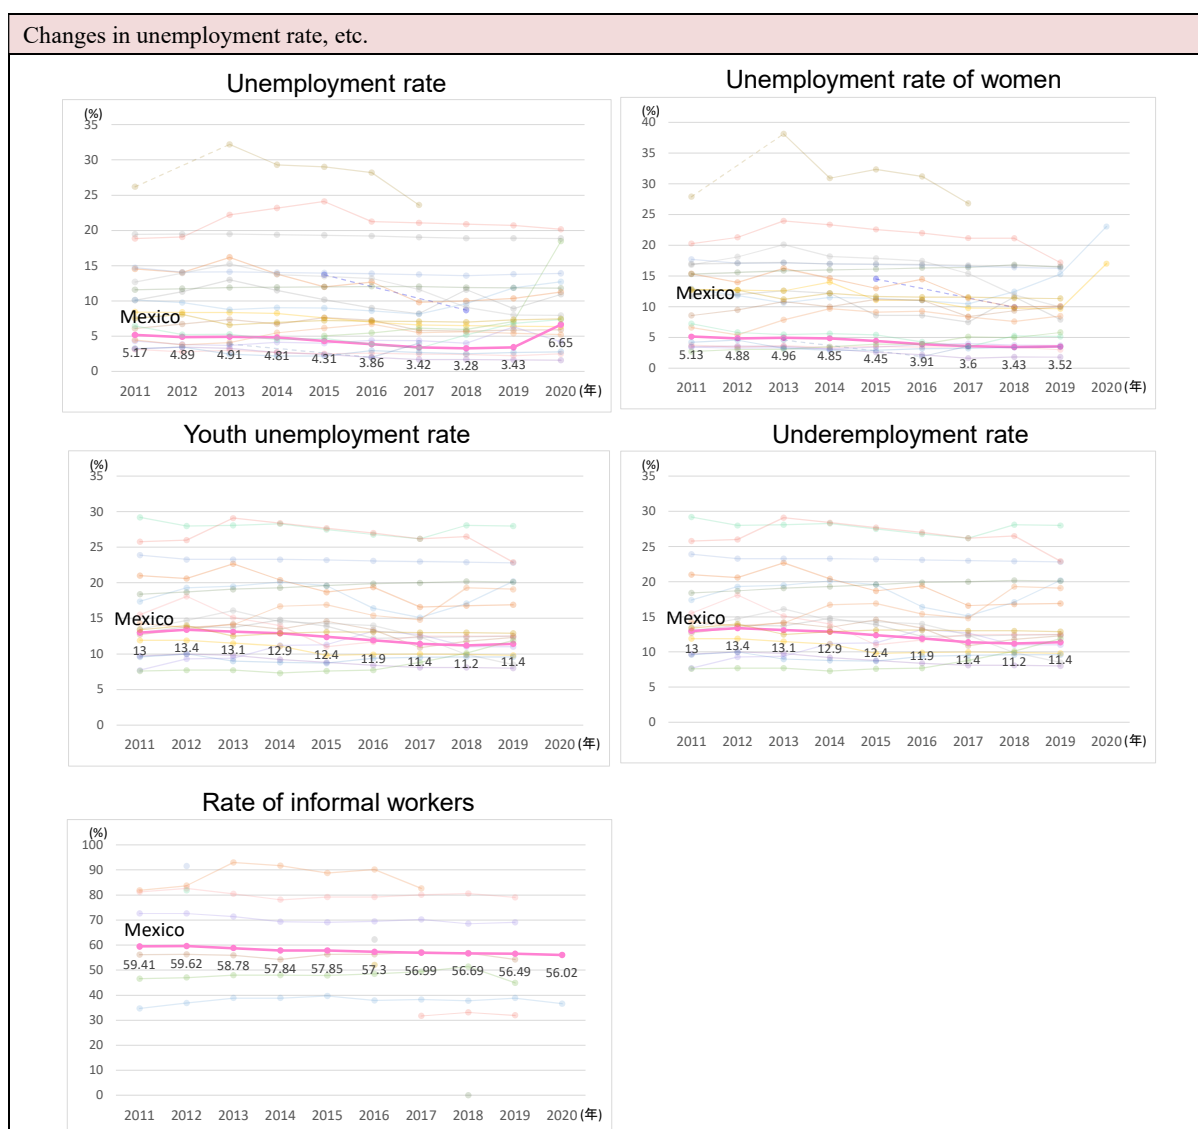 Changes in unemployment rate, etc.
Unemployment rate
(%)
35
30
25
20
15
10
5
0
Mexico
5.17 4.89 4.91 4.81 4.31 3.86 3.42 3.28 3.43 6.65
2011 2012 2013 2014 2015 2016 2017 2018 2019 2020 (年)
Unemployment rate of women
(%)
40
35
30
25
20
15
10
5
0
Mexico
5.13 4.88 4.96 4.85 4.45 3.91 3.6 3.43 3.52
2011 2012 2013 2014 2015 2016 2017 2018 2019 2020 (年)
Youth unemployment rate
(%)
35
30
25
20
15
10
5
0
Mexico
13 13.4 13.1 12.9 12.4 11.9 11.4 11.2 11.4
2011 2012 2013 2014 2015 2016 2017 2018 2019 2020 (年)
Underemployment rate
(%)
35
30
25
20
15
10
5
0
Mexico
13 13.4 13.1 12.9 12.4 11.9 11.4 11.2 11.4
2011 2012 2013 2014 2015 2016 2017 2018 2019 2020 (年)
Rate of informal workers
(%)
100
90
80
70
60
50
40
30
20
10
0
Mexico
59.41 59.62 58.78 57.84 57.85 57.3 56.99 56.69 56.49 56.02
2011 2012 2013 2014 2015 2016 2017 2018 2019 2020 (年)